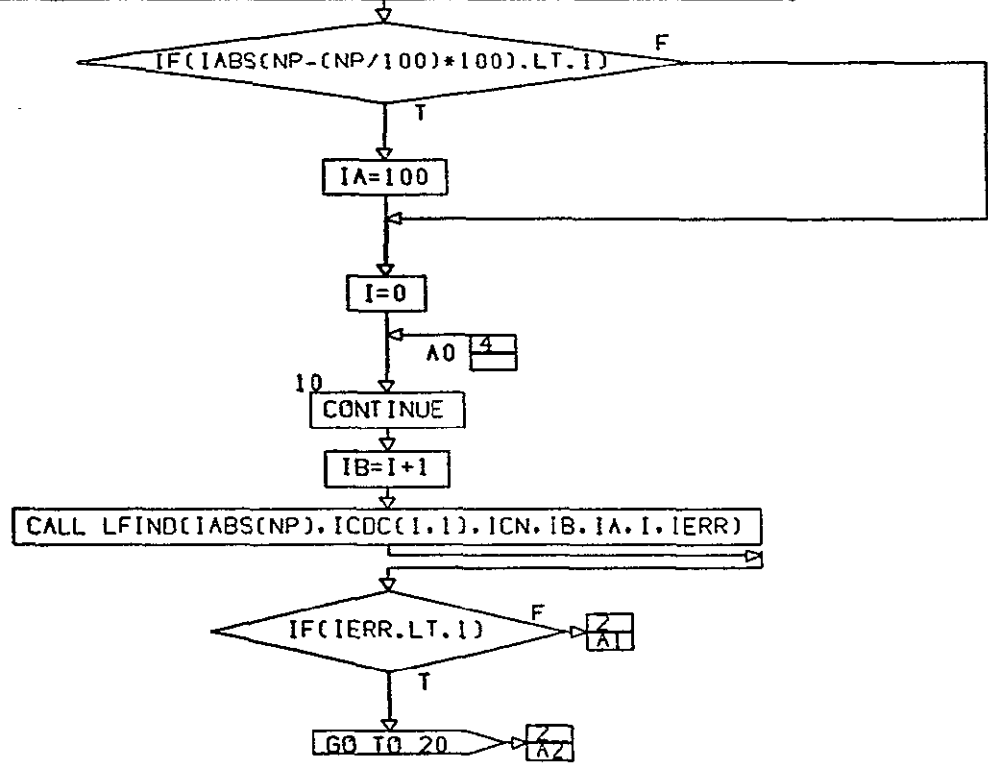 IF(IABS(NP-(NP/100)*100).LT.1)
F
T
IA=100
I=0
A0 4
10
CONTINUE
IB=I+1
CALL LFIND(IABS(NP).ICDC(1.1).ICN.IB.IA.I.IERR)
IF(IERR.LT.1)
F
2
A1
T
GO TO 20
2
A2